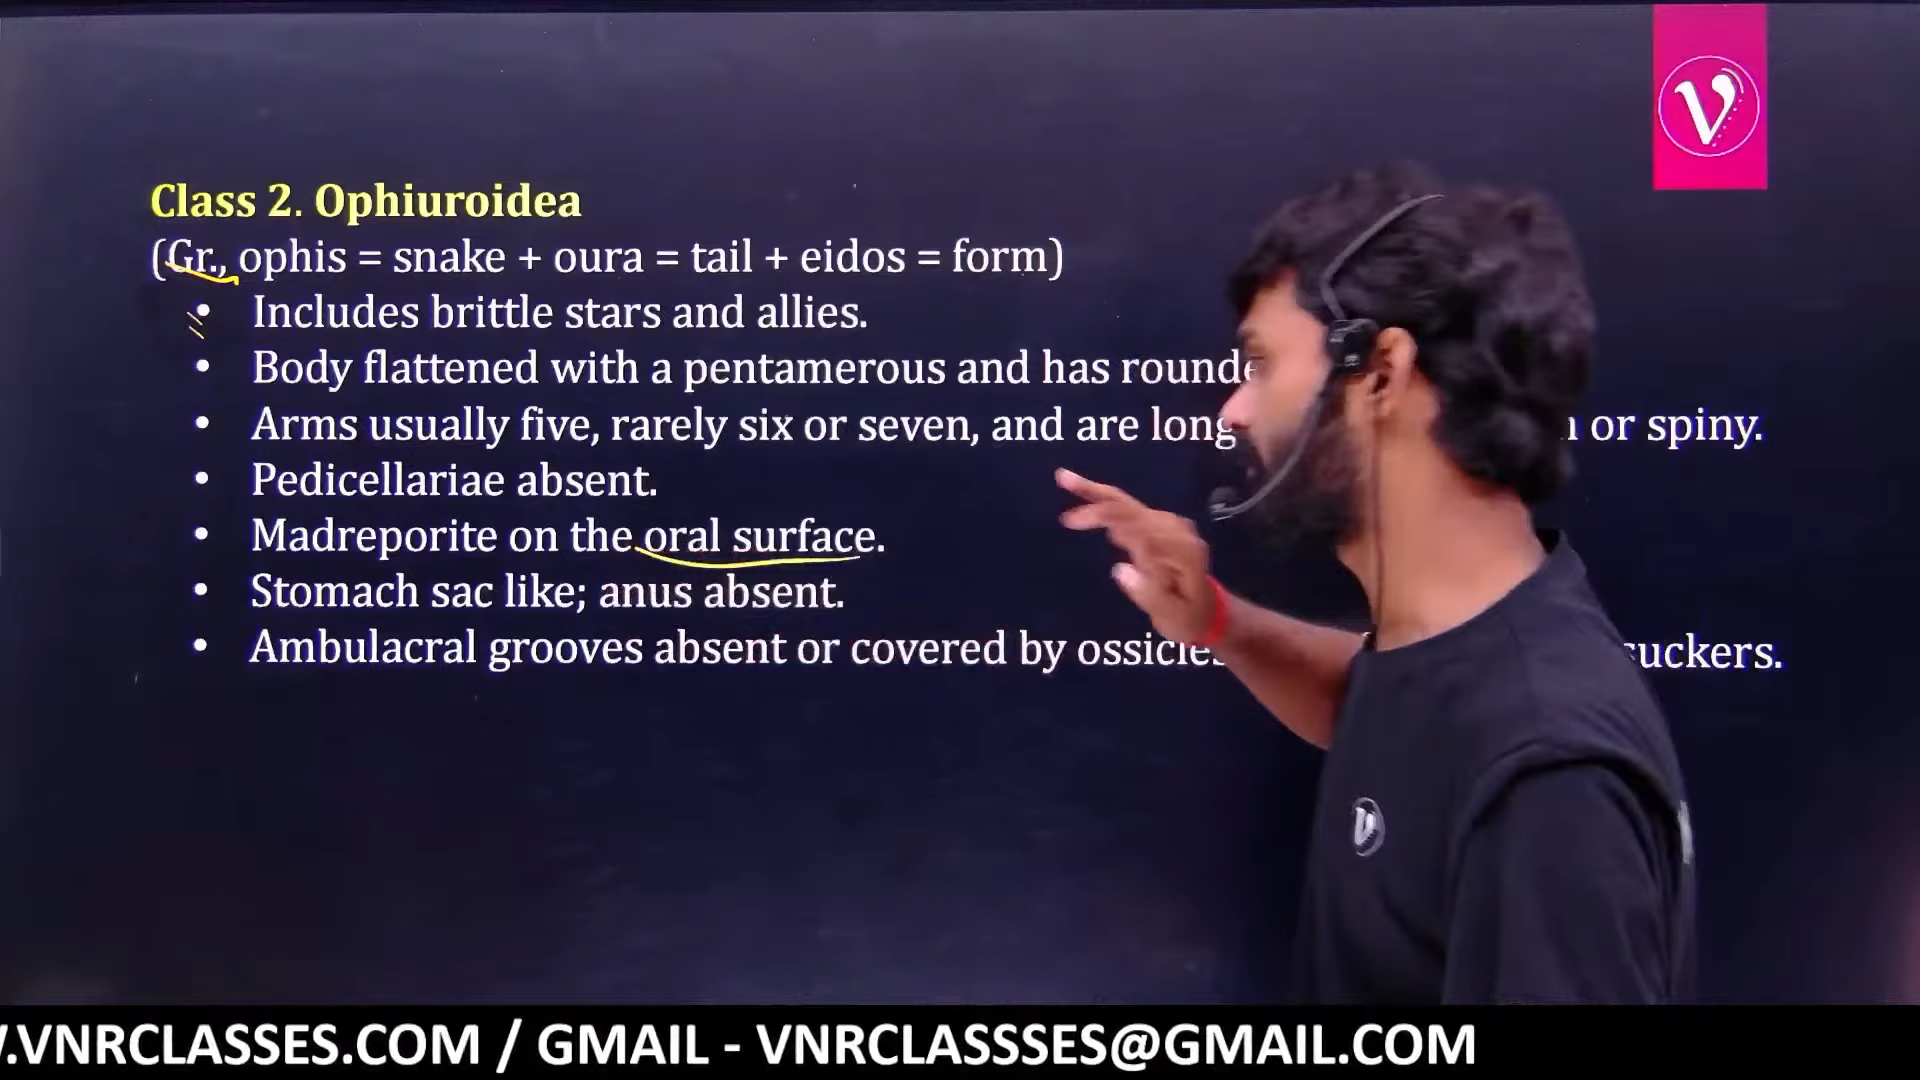 V
Class 2. Ophiuroidea
(Gr., ophis = snake + oura = tail + eidos = form)
• Includes brittle stars and allies.
• Body flattened with a pentamerous and has
• Arms usually five, rarely six or seven, and are long or spiny.
• Pedicellariae absent.
• Madreporite on the oral surface.
• Stomach sac like; anus absent.
• Ambulacral grooves absent or covered by ossicles suckers.
V
.VNRCLASSES.COM / GMAIL - VNRCLASSSES@GMAIL.COM